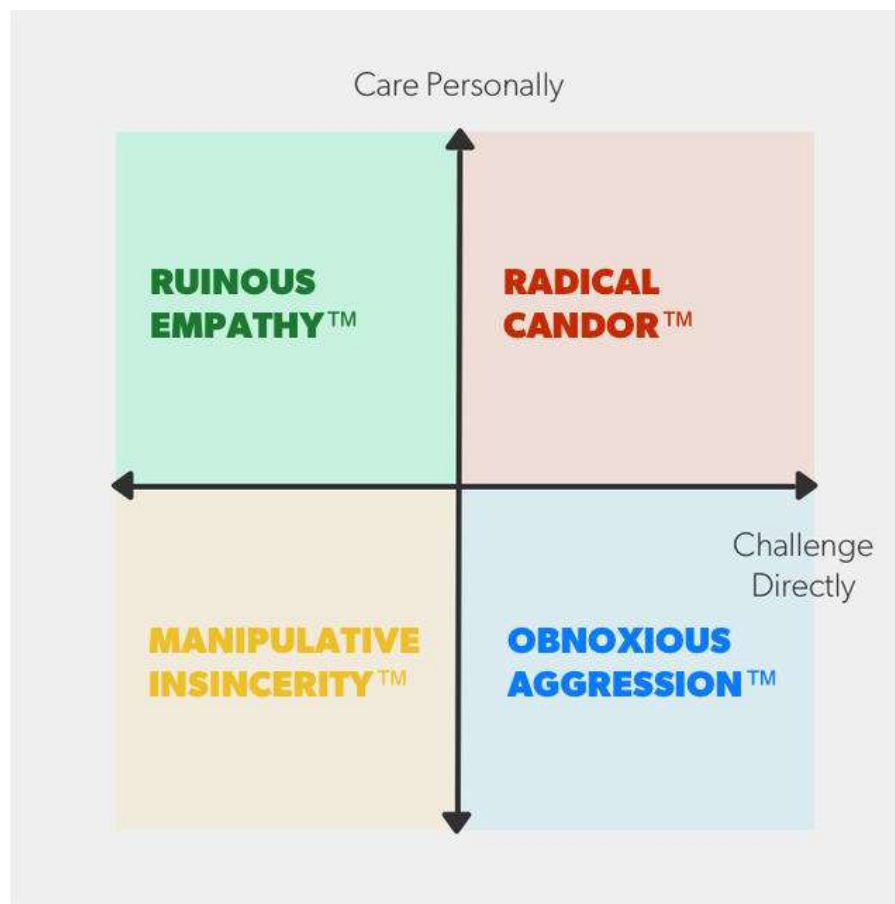 Care Personally
RUINOUS
EMPATHY™
RADICAL
CANDOR™
Challenge
Directly
MANIPULATIVE
INSINCERITY™
OBNOXIOUS
AGGRESSION™